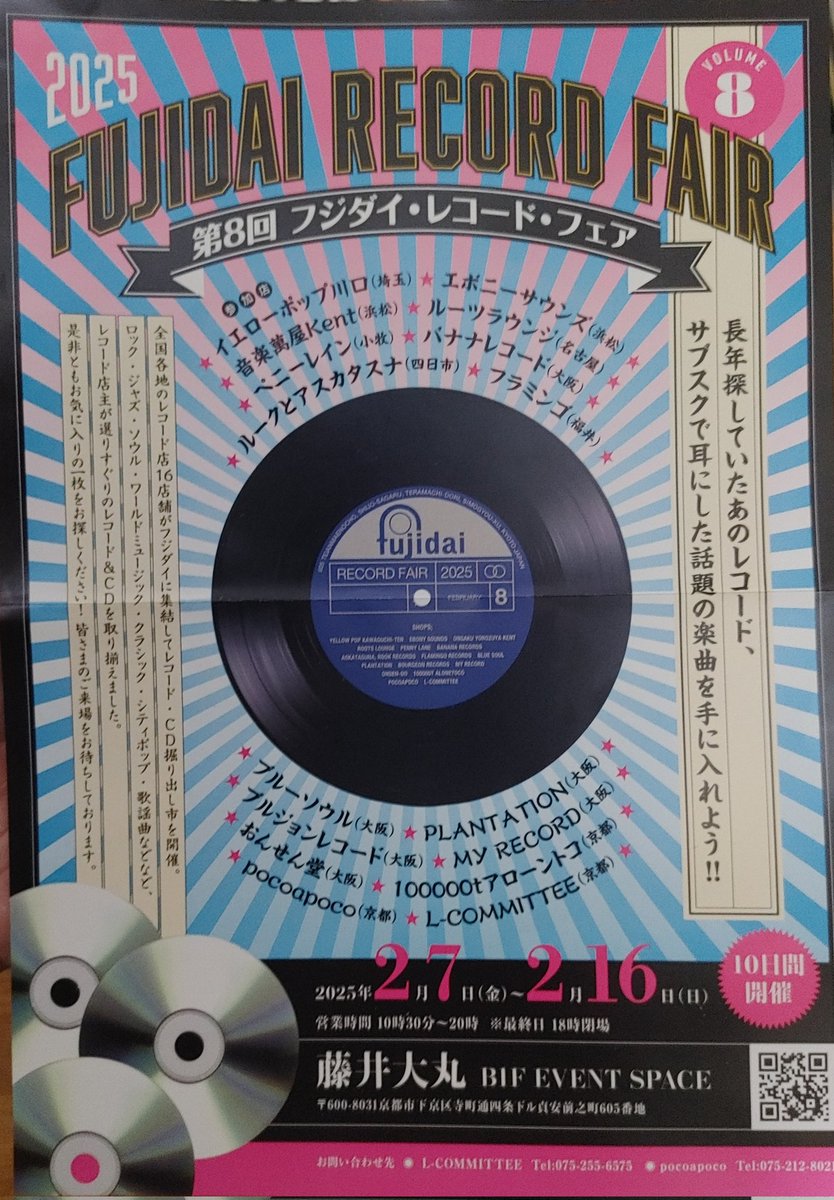 2025
FUJIDAI RECORD FAIR
VOLUME
8
第8回 フジダイ・レコード・フェア
長年探していたあのレコード、
サブスクで耳にした話題の楽曲を手に入れよう!!
参加店
イエローポップ川口(埼玉) ★ エボニーサウンズ(浜松)
★ 音楽萬屋Kent(浜松) ★ ルーツラウンジ(名古屋) ★
★ ペニーレイン(小牧) ★ バナナレコード(大阪) ★
★ ルークとアスカタスナ(四日市) ★ フラミンゴ(福井) ★
全国各地のレコード店16店舗がフジダイに集結してレコード・CD掘り出し市を開催。
ロック・ジャズ・ソウル・ワールドミュージック・クラシック・シティポップ・歌謡曲などなど、
レコード店主が選りすぐりのレコード&CDを取り揃えました。
是非ともお気に入りの一枚をお探しください!皆さまのご来場をお待ちしております。
fujidai
RECORD FAIR 2025
FEBRUARY 8
SHOPS:
YELLOW POP KAWAGUCHI-TEN EBONY SOUNDS ONGAKU YOROZUYA-KENT
ROOTS LOUNGE PENNY LANE BANANA RECORDS
ASKATASUNA, ROOK RECORDS FLAMINGO RECORDS BLUE SOUL
PLANTATION BOURGEON RECORDS MY RECORD
ONSEN-DO 100000T ALONETOCO
POCOAPOCO L-COMMITTEE
★ ブルーソウル(大阪) ★ PLANTATION(大阪) ★
★ ブルジョンレコード(大阪) ★ MY RECORD(大阪) ★
★ おんせん堂(大阪) ★ 100000tアローントコ(京都) ★
★ pocoapoco(京都) ★ L-COMMITTEE(京都) ★
2025年2月7日(金)~2月16日(日)
10日間
開催
営業時間 10時30分~20時 ※最終日 18時閉場
藤井大丸 B1F EVENT SPACE
〒600-8031京都市下京区寺町通四条下ル貞安前之町605番地
お問い合わせ先 ◉ L-COMMITTEE Tel:075-255-6575 ◉ pocoapoco Tel:075-212-8021